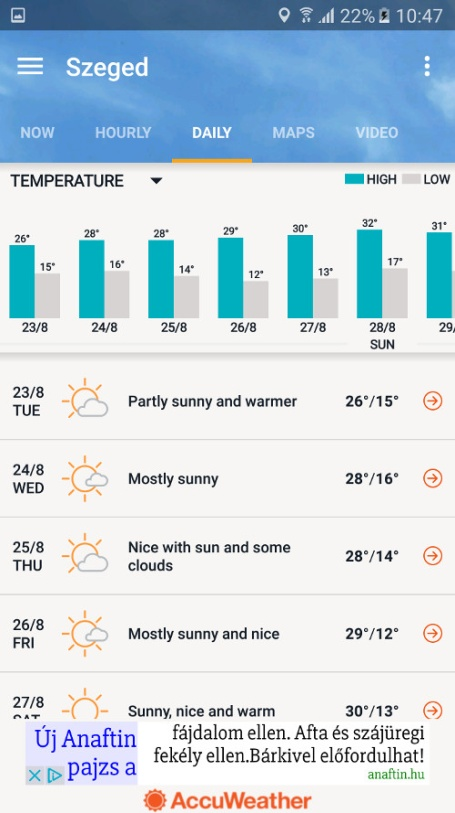 22% 10:47
Szeged
NOW HOURLY DAILY MAPS VIDEO
TEMPERATURE HIGH LOW
26° 15° 28° 16° 28° 14° 29° 12° 30° 13° 32° 17° 31°
23/8 24/8 25/8 26/8 27/8 28/8 29/
SUN
23/8
TUE
Partly sunny and warmer
26°/15°
24/8
WED
Mostly sunny
28°/16°
25/8
THU
Nice with sun and some
clouds
28°/14°
26/8
FRI
Mostly sunny and nice
29°/12°
27/8
SAT
Sunny, nice and warm
30°/13°
Új Anaftin
pajzs a
fájdalom ellen. Afta és szájüregi
fekély ellen.Bárkivel előfordulhat!
anaftin.hu
AccuWeather